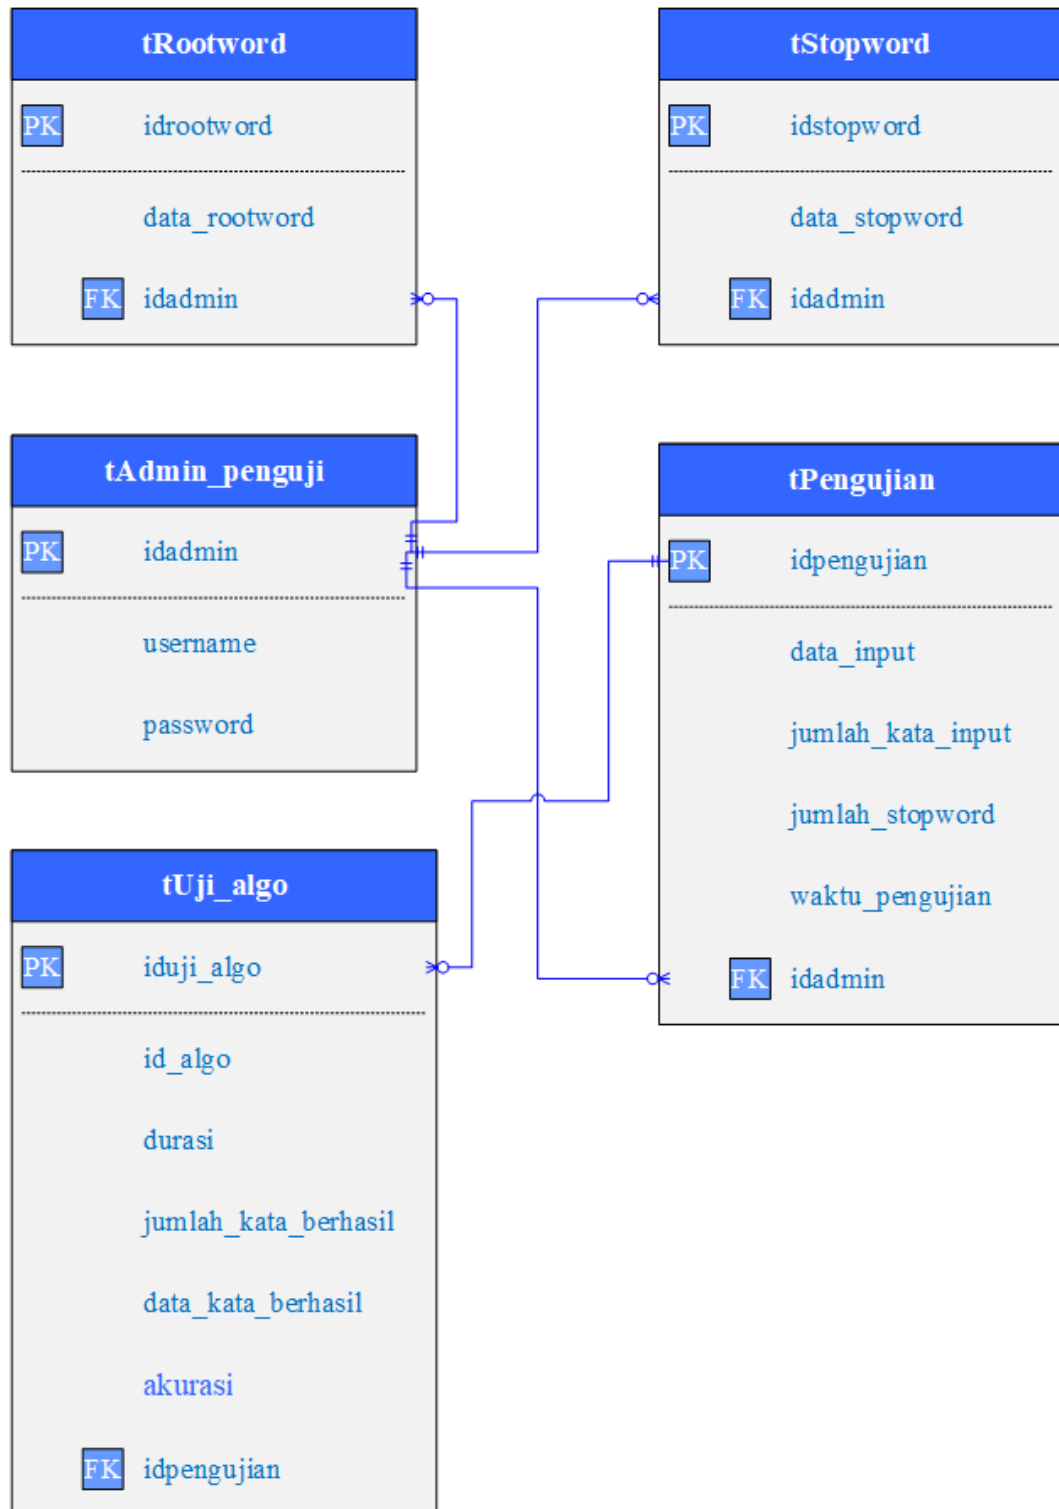 tRootword
PK idrootword
data_rootword
FK idadmin
tStopword
PK idstopword
data_stopword
FK idadmin
tAdmin_penguji
PK idadmin
username
password
tPengujian
PK idpengujian
data_input
jumlah_kata_input
jumlah_stopword
waktu_pengujian
FK idadmin
tUji_algo
PK iduji_algo
id_algo
durasi
jumlah_kata_berhasil
data_kata_berhasil
akurasi
FK idpengujian